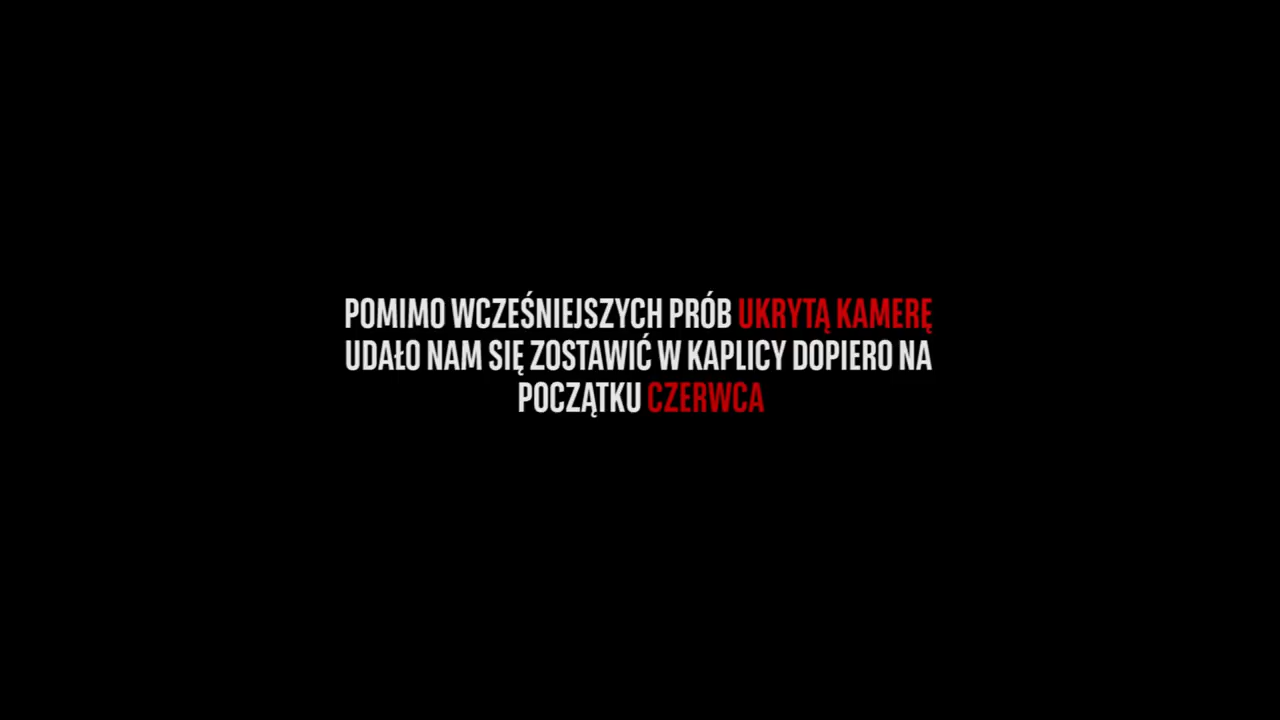 POMIMO WCZEŚNIEJSZYCH PRÓB UKRYTĄ KAMERĘ
UDAŁO NAM SIĘ ZOSTAWIĆ W KAPLICY DOPIERO NA
POCZĄTKU CZERWCA